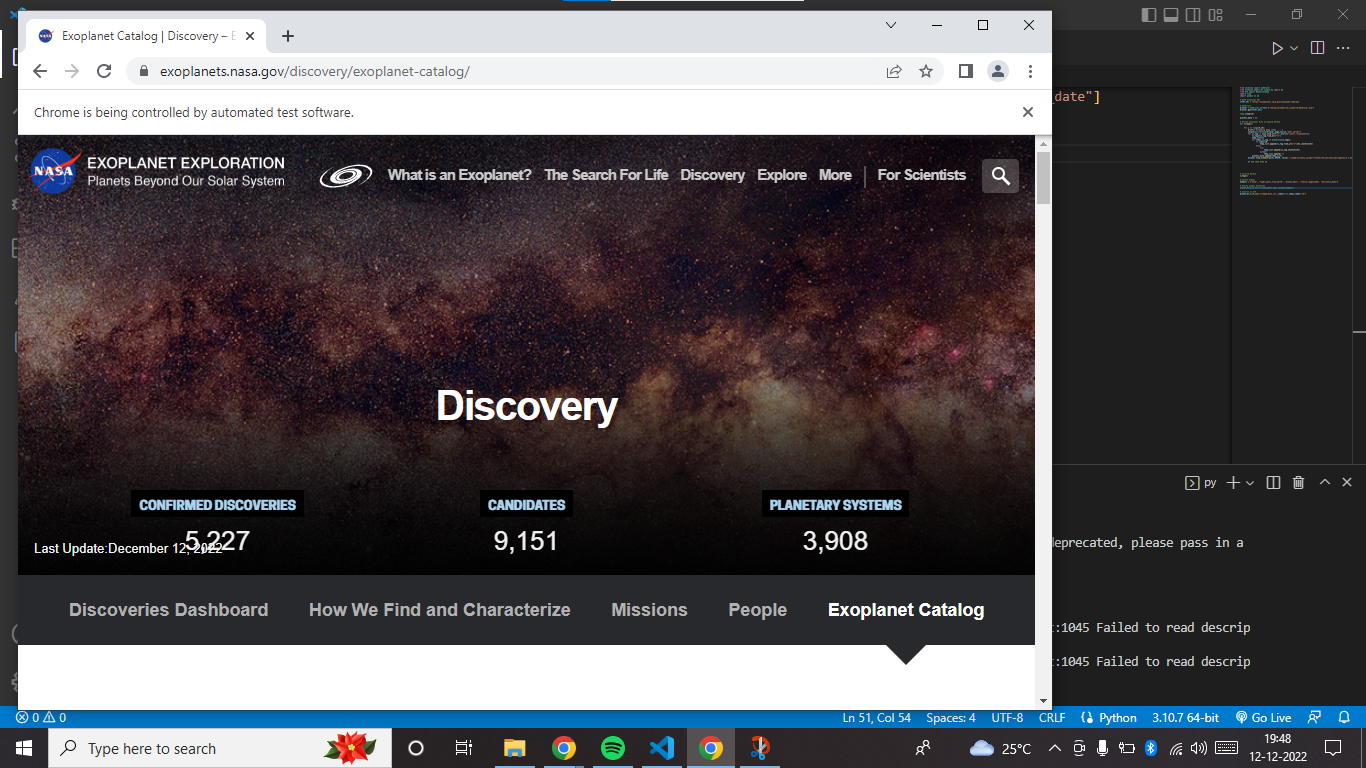 Exoplanet Catalog | Discovery – E
exoplanets.nasa.gov/discovery/exoplanet-catalog/
Chrome is being controlled by automated test software.
_date"]
NASA
EXOPLANET EXPLORATION
Planets Beyond Our Solar System
What is an Exoplanet? The Search For Life Discovery Explore More For Scientists
Discovery
CONFIRMED DISCOVERIES CANDIDATES PLANETARY SYSTEMS
5,227 9,151 3,908
Last Update:December 12, 2022
Discoveries Dashboard How We Find and Characterize Missions People Exoplanet Catalog
py
deprecated, please pass in a
:1045 Failed to read descrip
:1045 Failed to read descrip
0 0 Ln 51, Col 54 Spaces: 4 UTF-8 CRLF Python 3.10.7 64-bit Go Live
Type here to search 25°C 19:48
12-12-2022